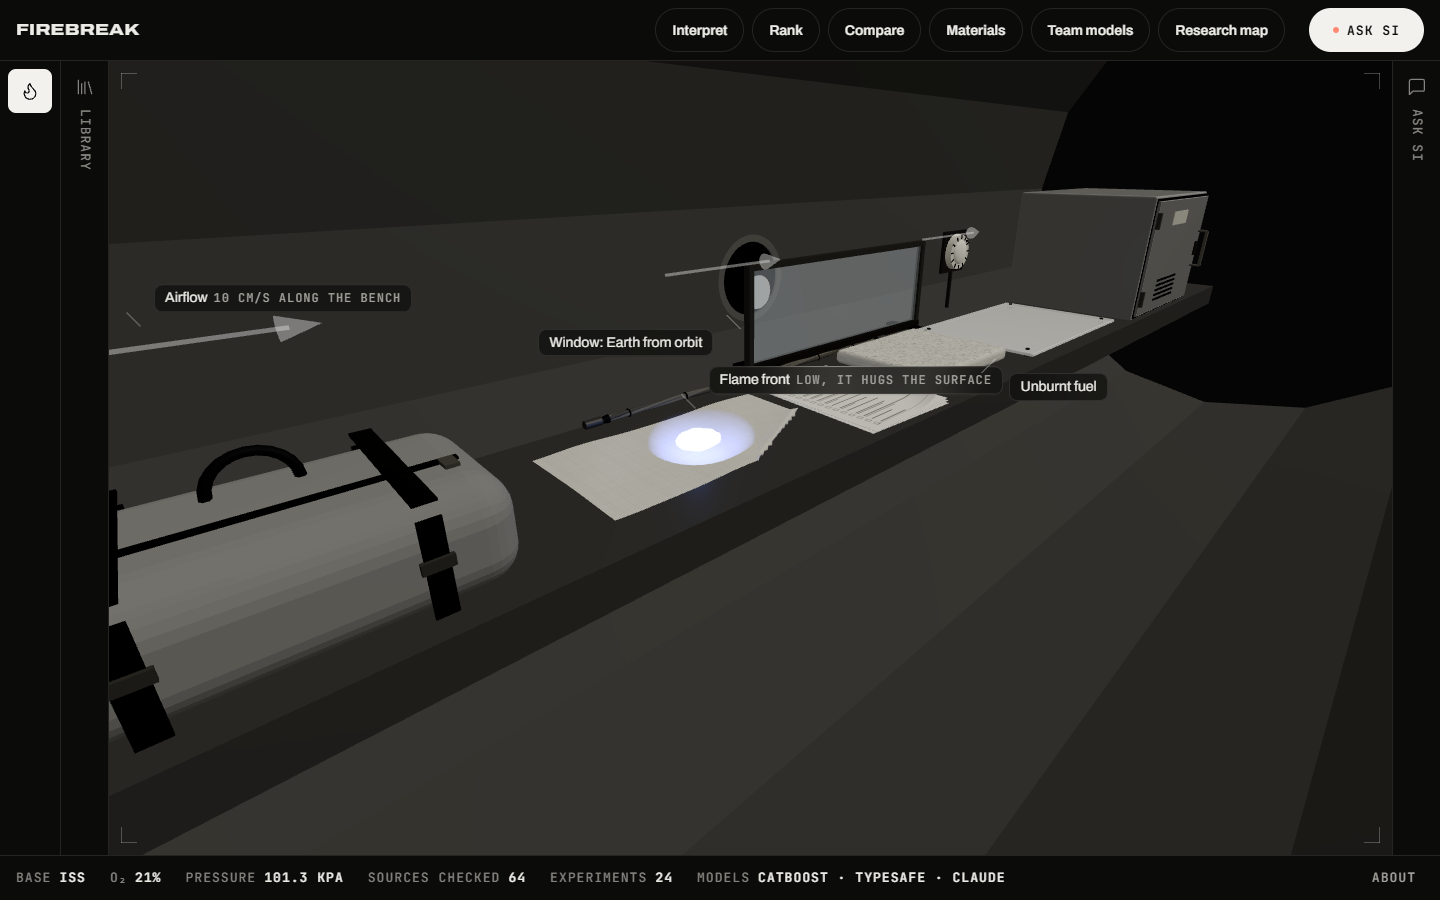 FIREBREAK
Interpret
Rank
Compare
Materials
Team models
Research map
ASK SI
LIBRARY
ASK SI
Airflow 10 CM/S ALONG THE BENCH
Window: Earth from orbit
Flame front LOW, IT HUGS THE SURFACE
Unburnt fuel
BASE ISS O₂ 21% PRESSURE 101.3 KPA SOURCES CHECKED 64 EXPERIMENTS 24 MODELS CATBOOST · TYPESAFE · CLAUDE ABOUT